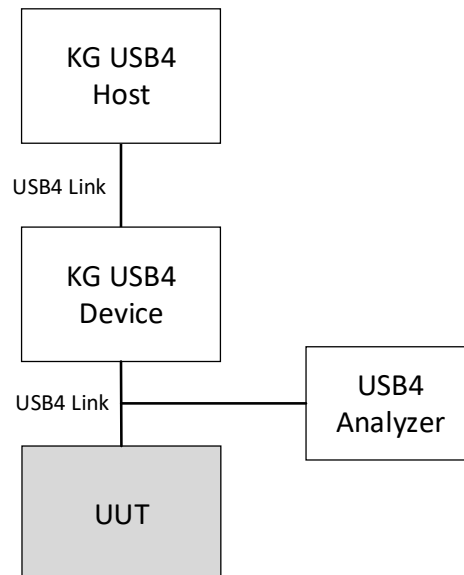 KG USB4
Host
USB4 Link
KG USB4
Device
USB4 Link
USB4
Analyzer
UUT